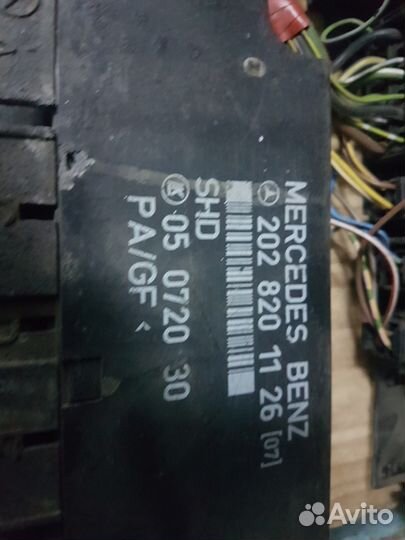 MERCEDES BENZ
202 820 11 26 [07]
SHD
05 0720 30
PA/GF <
Avito